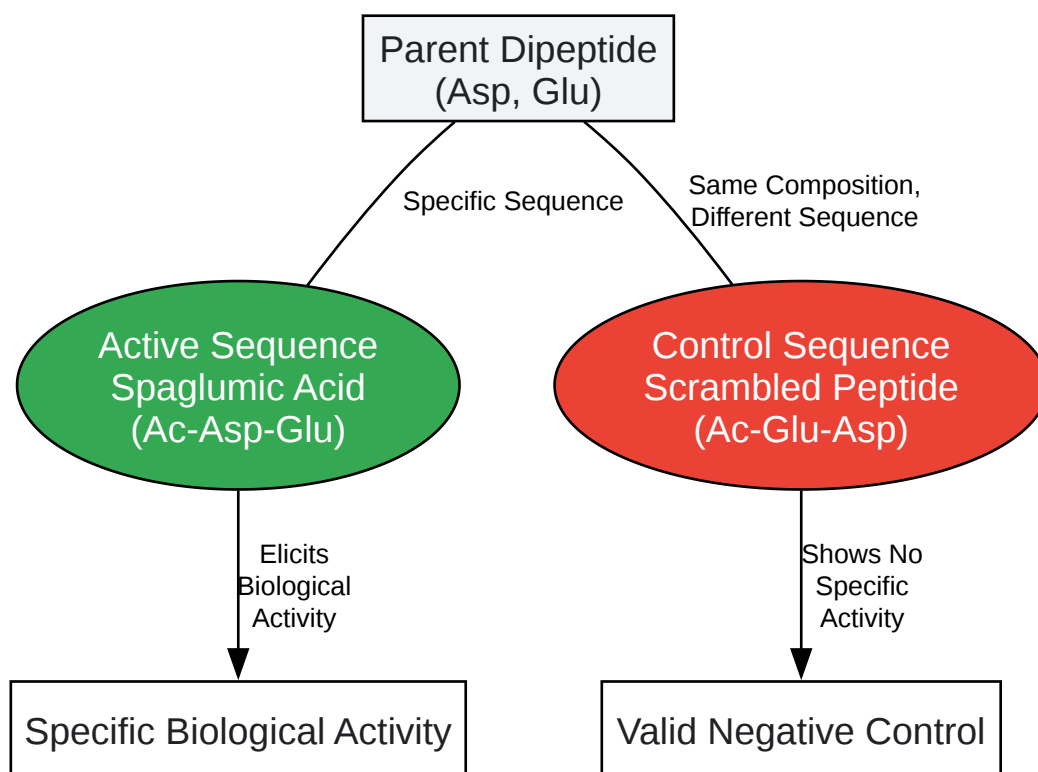 Parent Dipeptide
(Asp, Glu)
Specific Sequence
Same Composition,
Different Sequence
Active Sequence
Spaglumic Acid
(Ac-Asp-Glu)
Control Sequence
Scrambled Peptide
(Ac-Glu-Asp)
Elicits
Biological
Activity
Shows No
Specific
Activity
Specific Biological Activity
Valid Negative Control